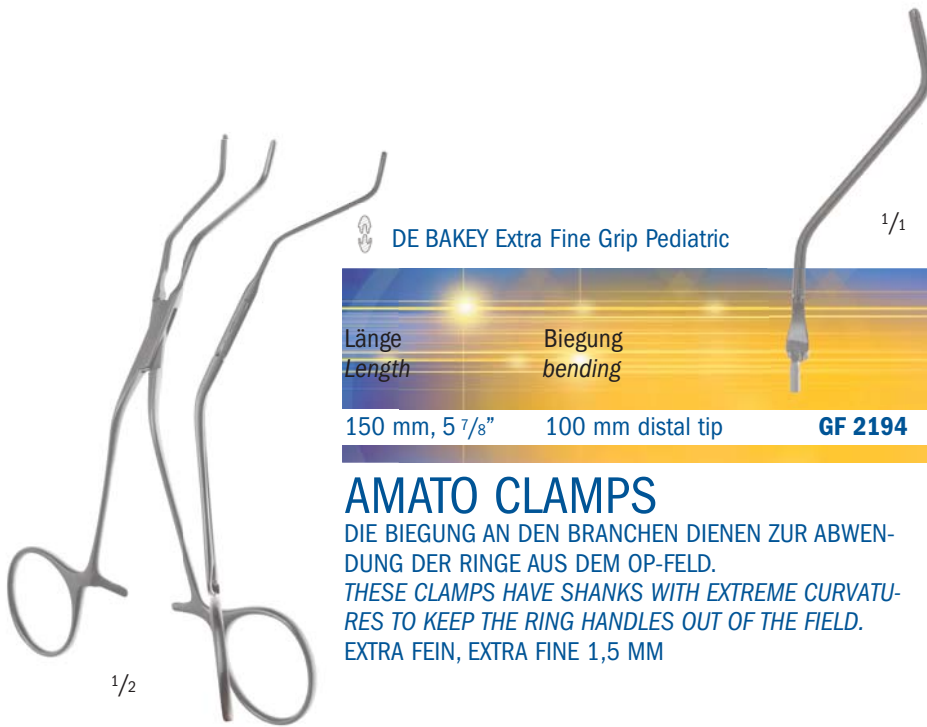 1/1
DE BAKEY Extra Fine Grip Pediatric
Länge Biegung
Length bending
150 mm, 5 7/8” 100 mm distal tip GF 2194
AMATO CLAMPS
DIE BIEGUNG AN DEN BRANCHEN DIENEN ZUR ABWEN-
DUNG DER RINGE AUS DEM OP-FELD.
THESE CLAMPS HAVE SHANKS WITH EXTREME CURVATU-
RES TO KEEP THE RING HANDLES OUT OF THE FIELD.
EXTRA FEIN, EXTRA FINE 1,5 MM
1/2